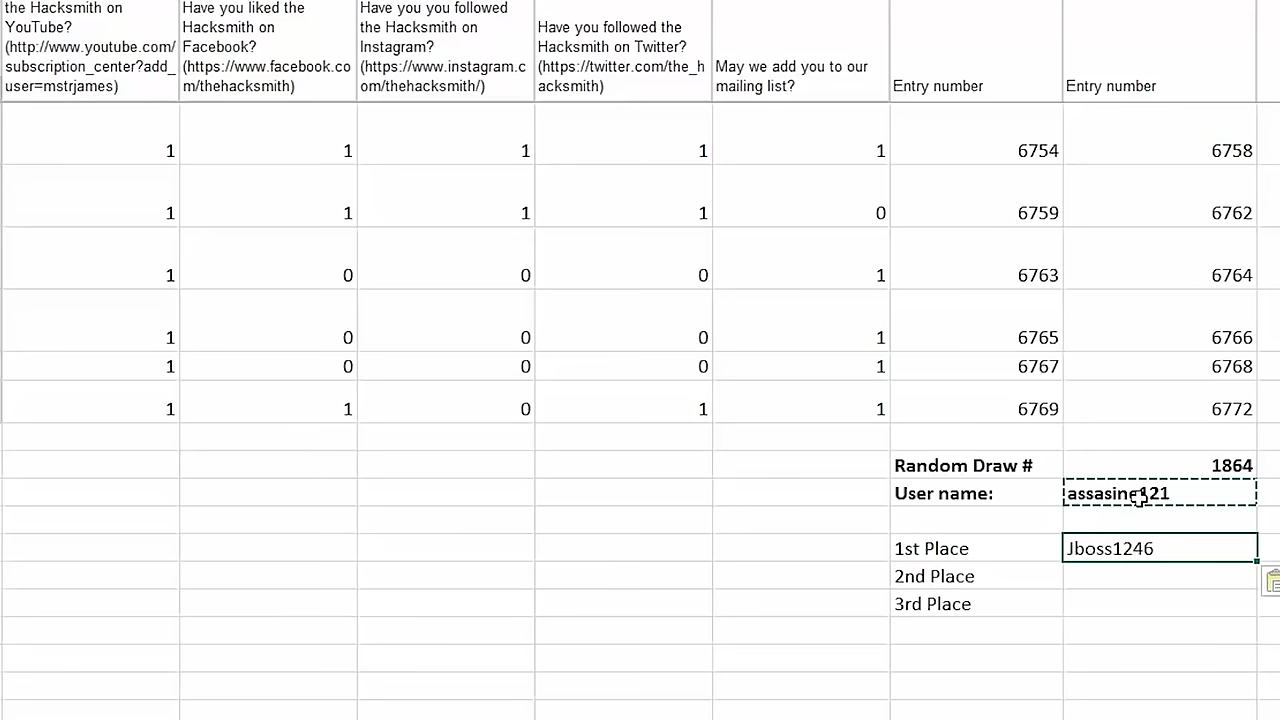 the Hacksmith on
YouTube?
(http://www.youtube.com/
subscription_center?add_
user=mstrjames)
Have you liked the
Hacksmith on
Facebook?
(https://www.facebook.co
m/thehacksmith)
Have you you followed
the Hacksmith on
Instagram?
(https://www.instagram.c
om/thehacksmith/)
Have you followed the
Hacksmith on Twitter?
(https://twitter.com/the_h
acksmith)
May we add you to our
mailing list?
Entry number
Entry number
1 1 1 1 1 6754 6758
1 1 1 1 0 6759 6762
1 0 0 0 1 6763 6764
1 0 0 0 1 6765 6766
1 0 0 0 1 6767 6768
1 1 0 1 1 6769 6772
Random Draw # 1864
User name: assasine121
1st Place Jboss1246
2nd Place
3rd Place